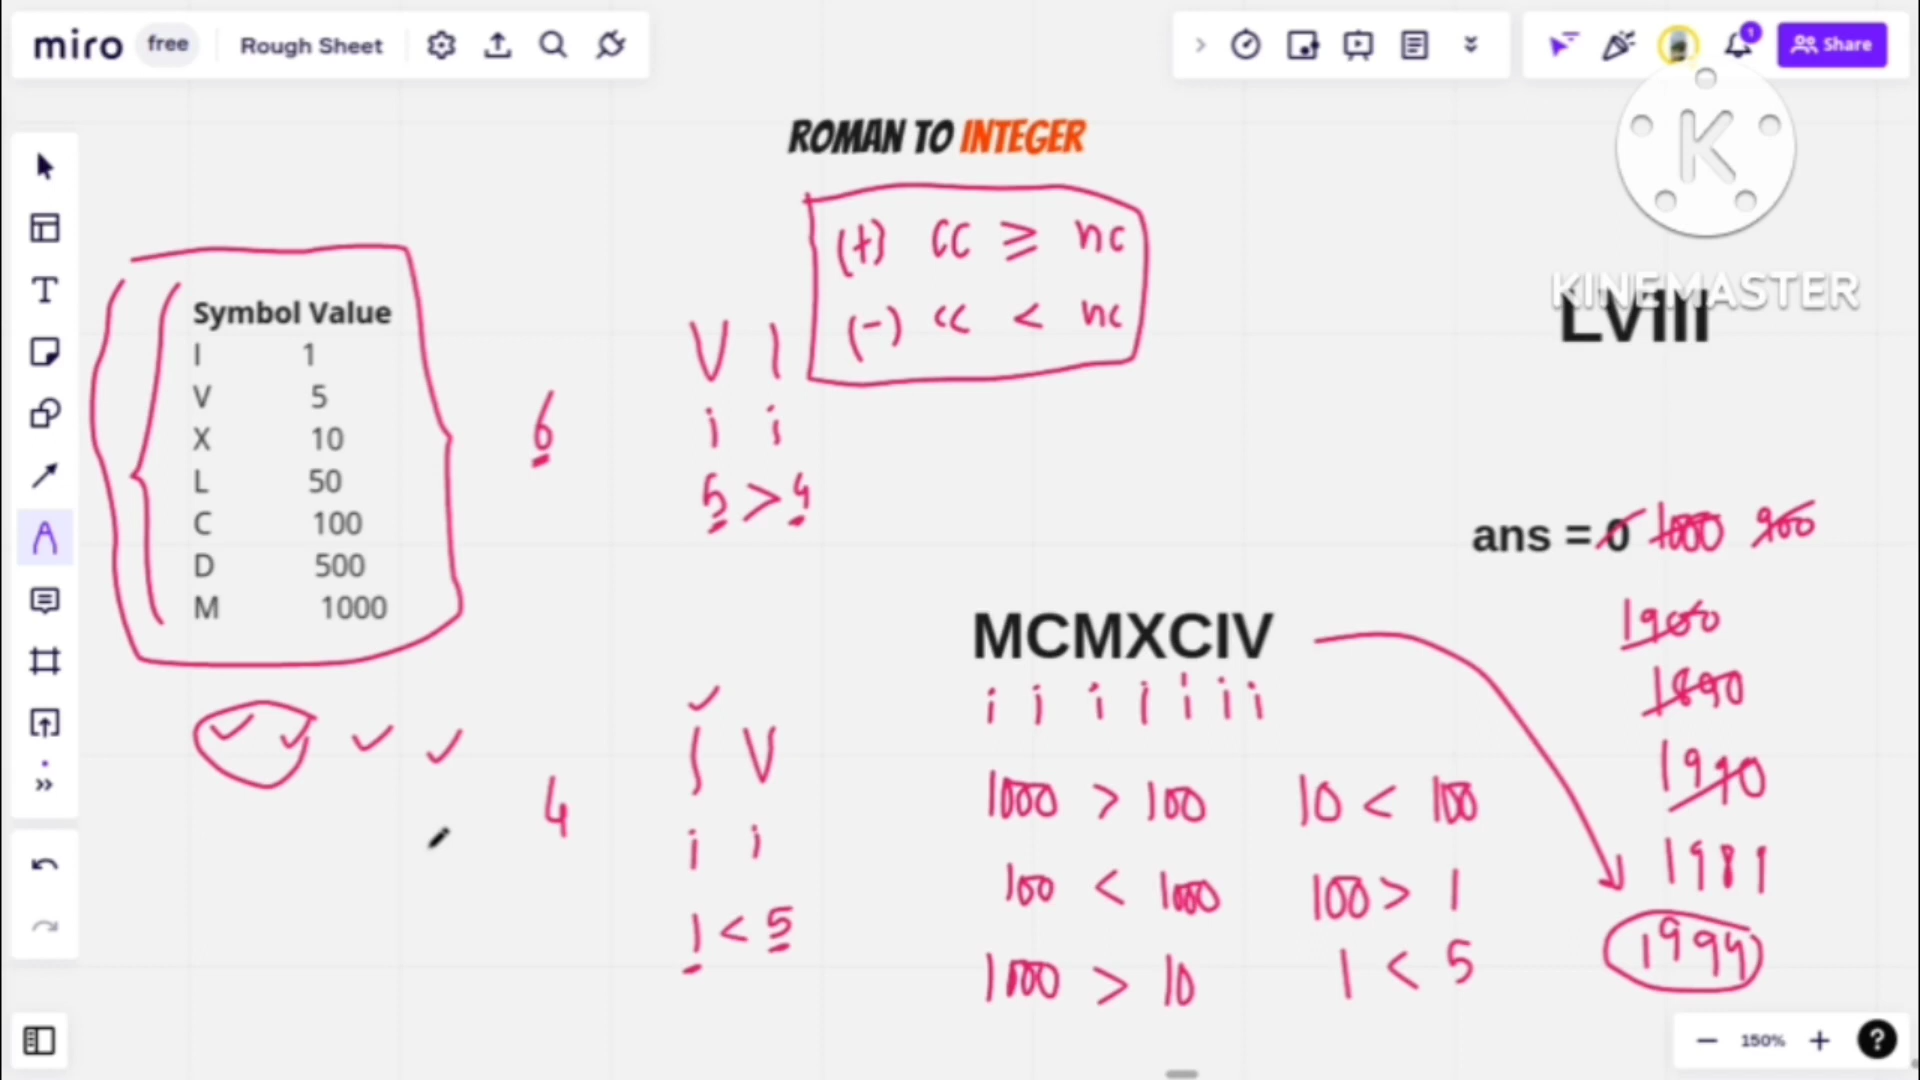 miro free Rough Sheet
Share
1
K
KINEMASTER
ROMAN TO INTEGER
(+) CC ≥ nc
(-) cc < nc
Symbol Value
I 1
V 5
X 10
L 50
C 100
D 500
M 1000
6
V I
i i
5 >
4
I V
i i
1 < 5
LVIII
ans = 0 1000 900
1900
1890
1990
1994
MCMXCIV
i i i i i i i
1000 > 100
100 < 1000
1000 > 10
10 < 100
100 > 1
1 < 5
150%
?